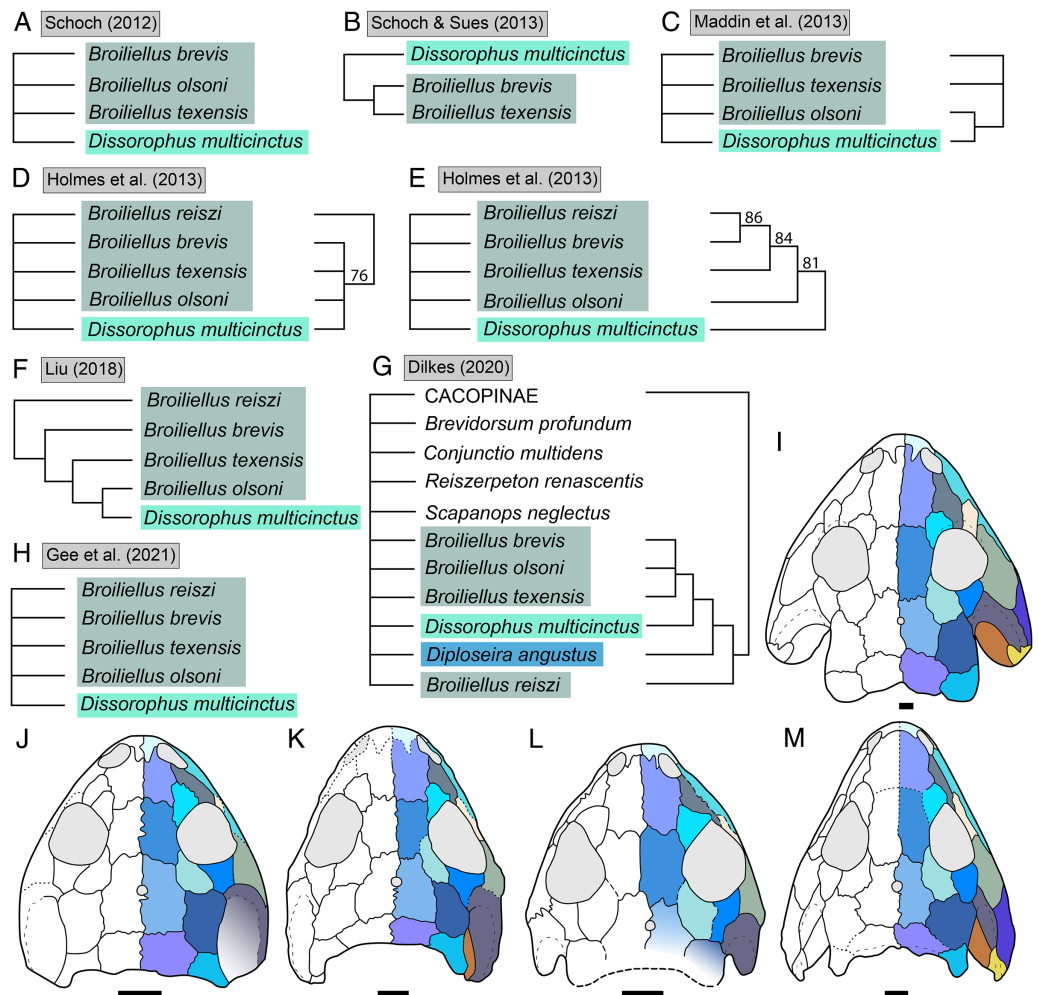 A Schoch (2012)
Broiliellus brevis
Broiliellus olsoni
Broiliellus texensis
Dissorophus multicinctus
B Schoch & Sues (2013)
Dissorophus multicinctus
Broiliellus brevis
Broiliellus texensis
C Maddin et al. (2013)
Broiliellus brevis
Broiliellus texensis
Broiliellus olsoni
Dissorophus multicinctus
D Holmes et al. (2013)
Broiliellus reiszi
Broiliellus brevis
Broiliellus texensis
76
Broiliellus olsoni
Dissorophus multicinctus
E Holmes et al. (2013)
Broiliellus reiszi
86
Broiliellus brevis
84
Broiliellus texensis
81
Broiliellus olsoni
Dissorophus multicinctus
F Liu (2018)
Broiliellus reiszi
Broiliellus brevis
Broiliellus texensis
Broiliellus olsoni
Dissorophus multicinctus
G Dilkes (2020)
CACOPINAE
Brevidorsum profundum
Conjunctio multidens
Reiszerpeton renascentis
Scapanops neglectus
Broiliellus brevis
Broiliellus olsoni
Broiliellus texensis
Dissorophus multicinctus
Diploseira angustus
Broiliellus reiszi
H Gee et al. (2021)
Broiliellus reiszi
Broiliellus brevis
Broiliellus texensis
Broiliellus olsoni
Dissorophus multicinctus
I
J
K
L
M